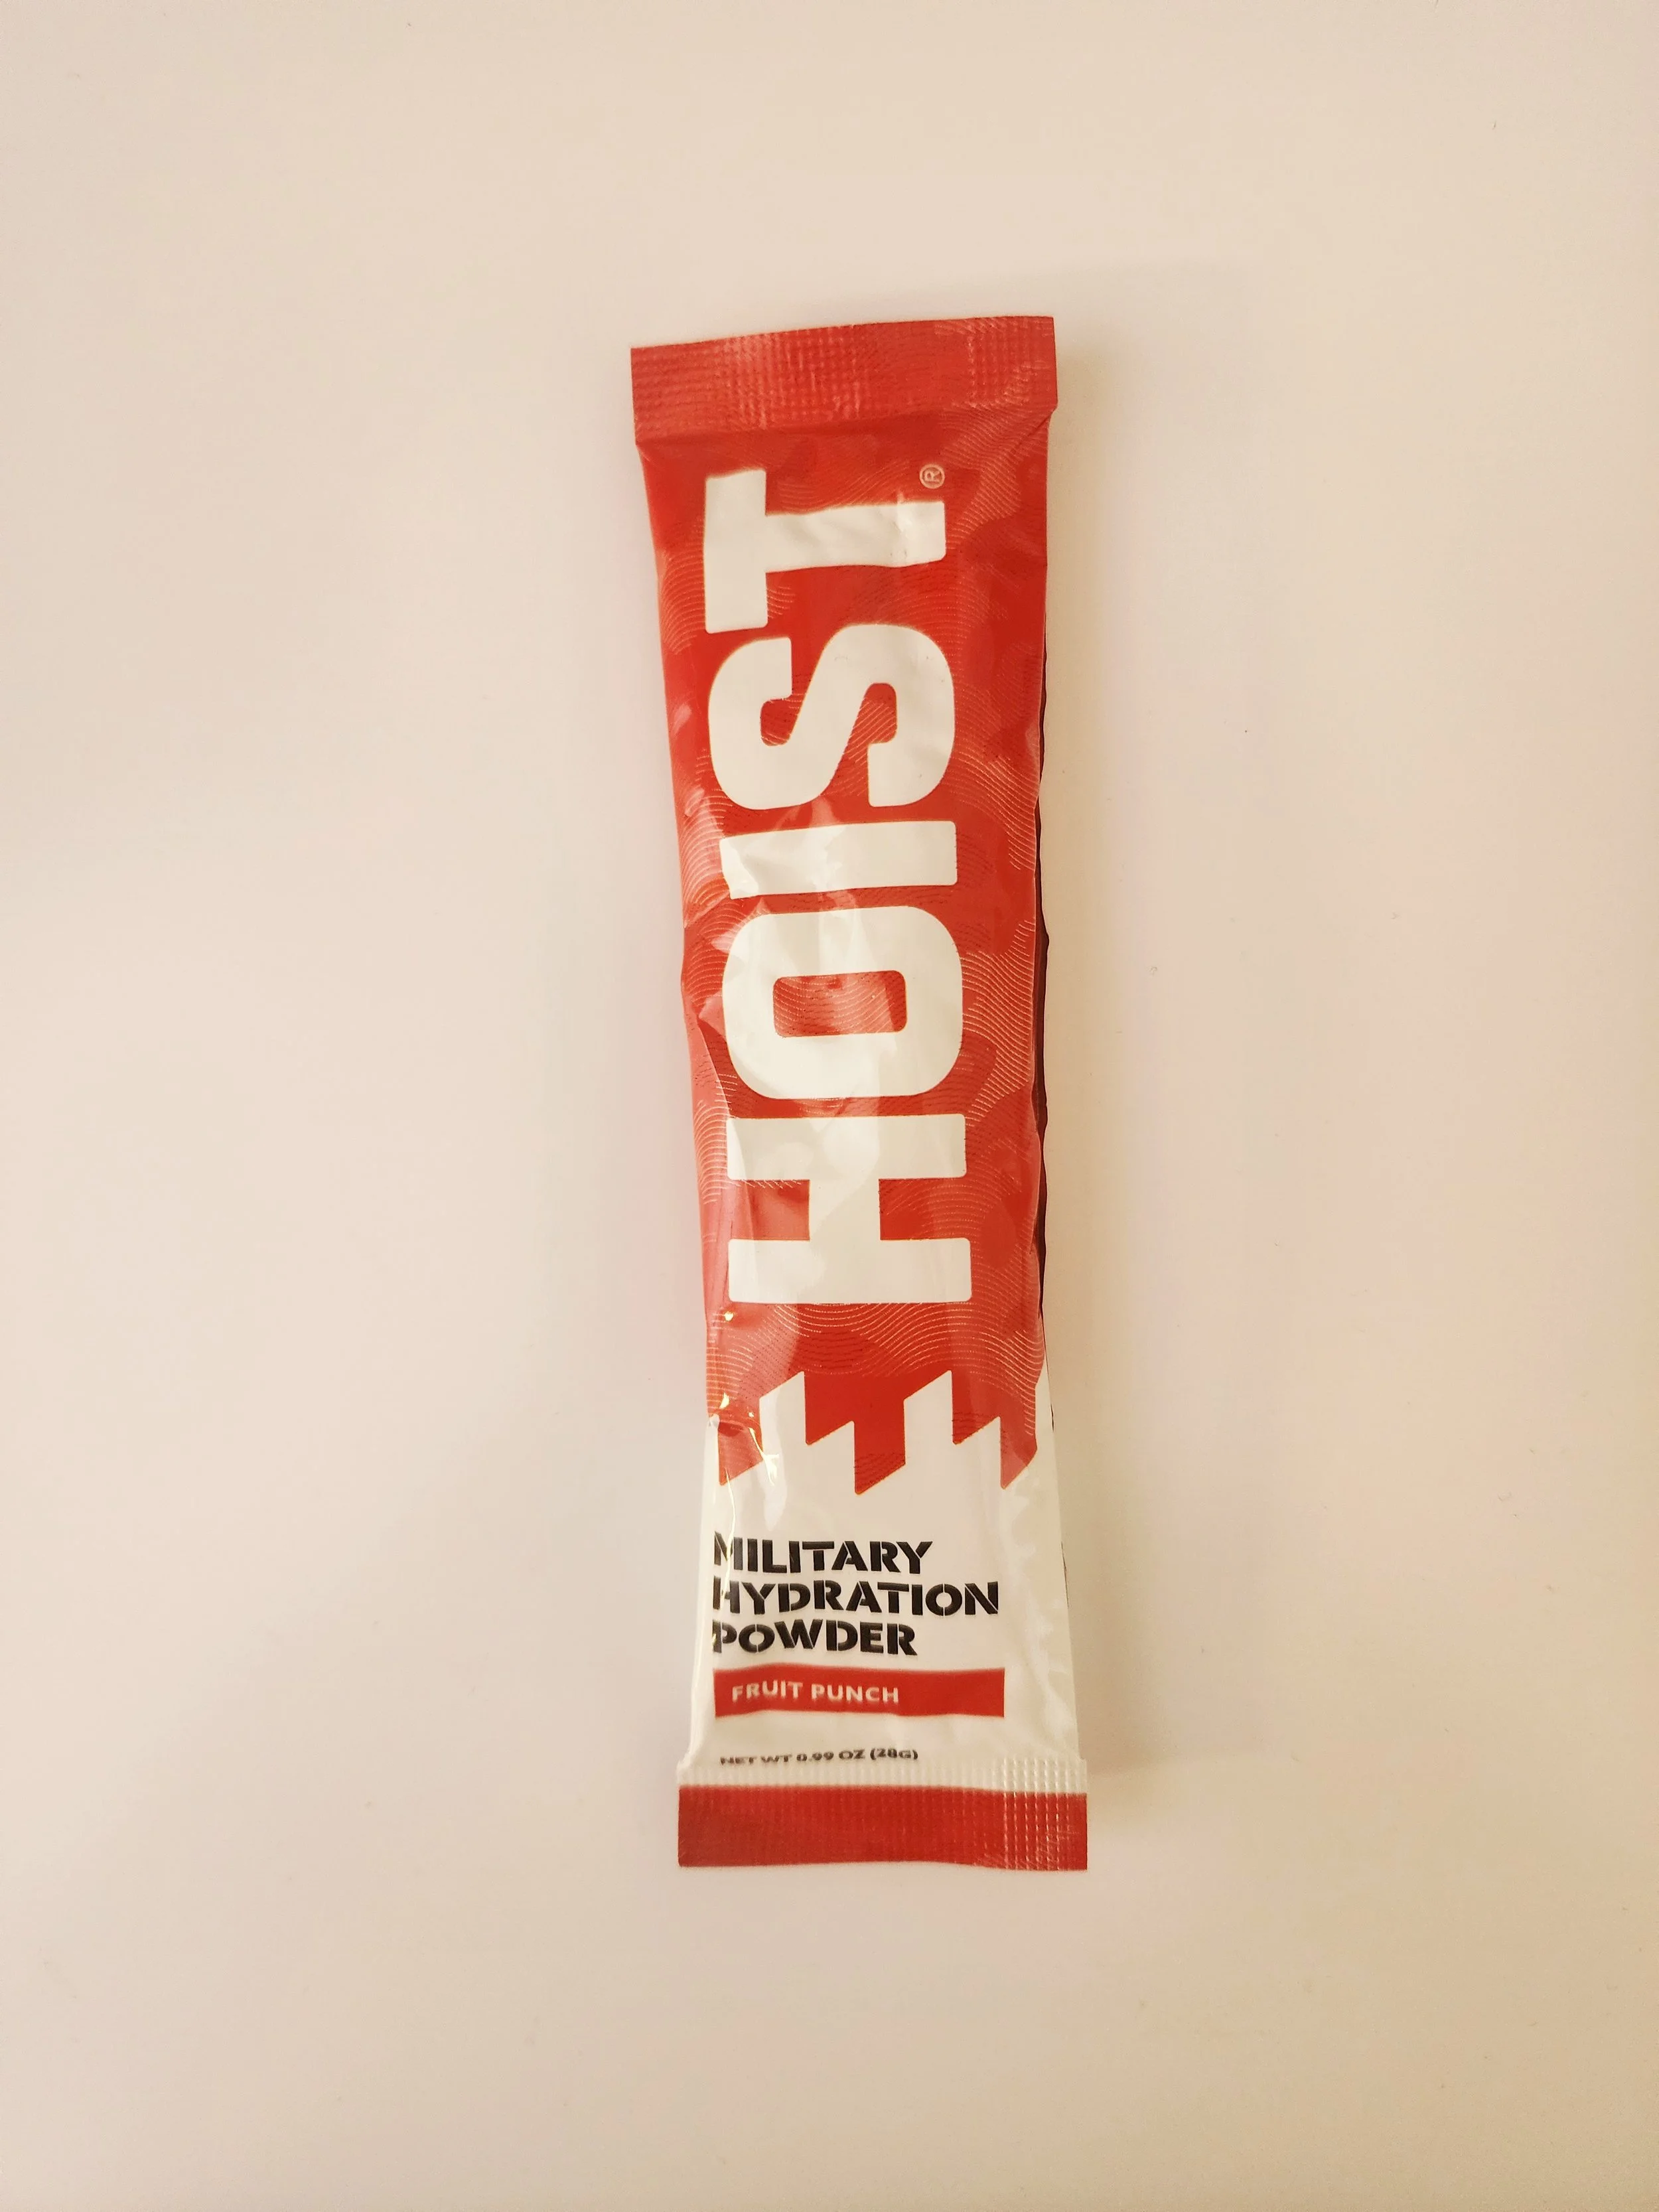 HOIST®
MILITARY
HYDRATION
POWDER
FRUIT PUNCH
NET WT 0.99 OZ (28G)